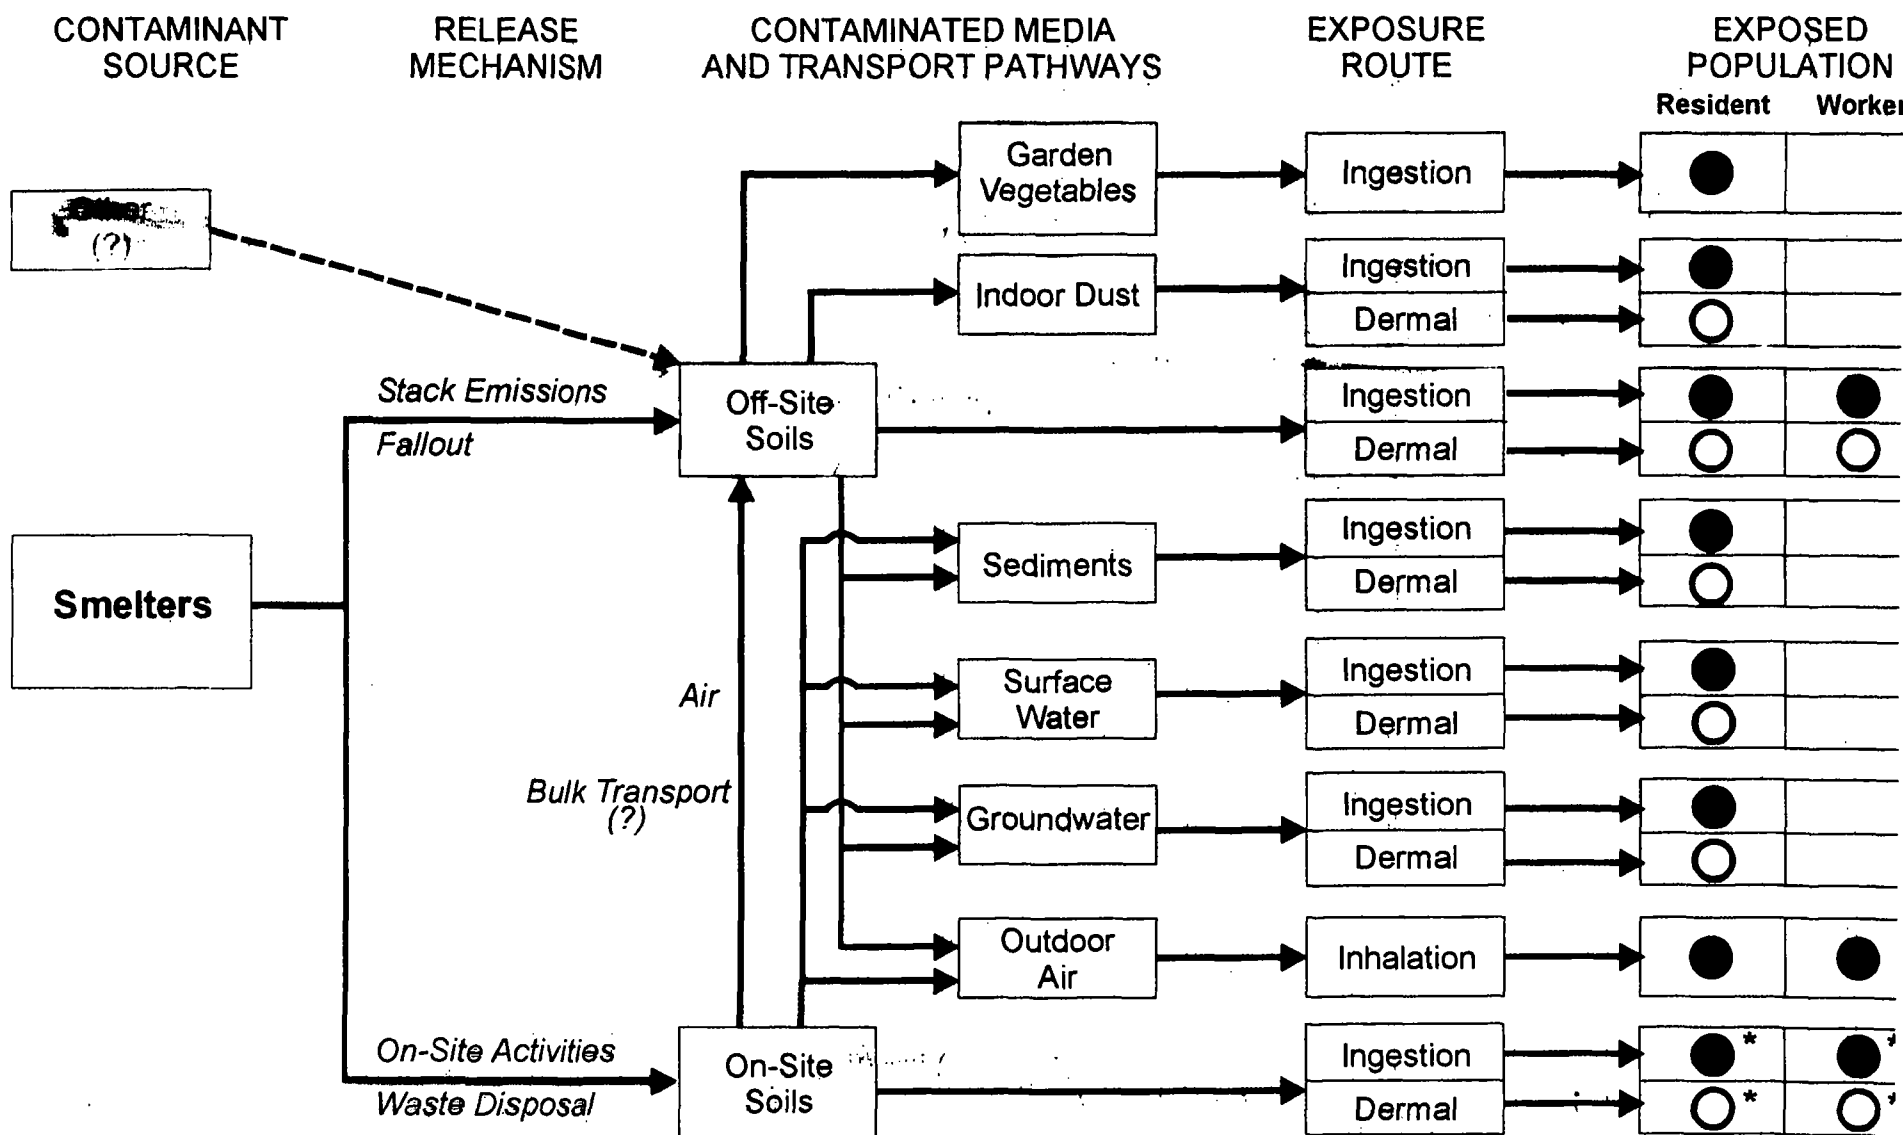 CONTAMINANT
SOURCE
RELEASE
MECHANISM
CONTAMINATED MEDIA
AND TRANSPORT PATHWAYS
EXPOSURE
ROUTE
EXPOSED
POPULATION
Resident
Worker
Other
(?)
Smelters
Stack Emissions
Fallout
On-Site Activities
Waste Disposal
Off-Site
Soils
Air
Bulk Transport
(?)
On-Site
Soils
Garden
Vegetables
Indoor Dust
Sediments
Surface
Water
Groundwater
Outdoor
Air
Ingestion
Ingestion
Dermal
Ingestion
Dermal
Ingestion
Dermal
Ingestion
Dermal
Ingestion
Dermal
Inhalation
Ingestion
Dermal
*
*
*
*